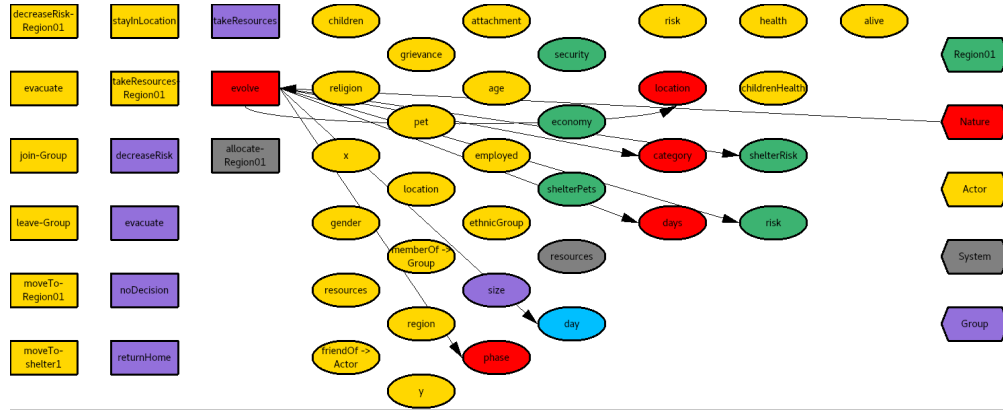 decreaseRisk-
Region01
stayInLocation
takeResources
children
attachment
risk
health
alive
grievance
security
Region01
evacuate
takeResources-
Region01
evolve
religion
age
location
childrenHealth
pet
economy
Nature
join-Group
decreaseRisk
allocate-
Region01
x
employed
category
shelterRisk
location
shelterPets
Actor
leave-Group
evacuate
gender
ethnicGroup
days
risk
memberOf ->
Group
resources
System
moveTo-
Region01
noDecision
resources
size
region
day
Group
moveTo-
shelter1
returnHome
friendOf ->
Actor
phase
y